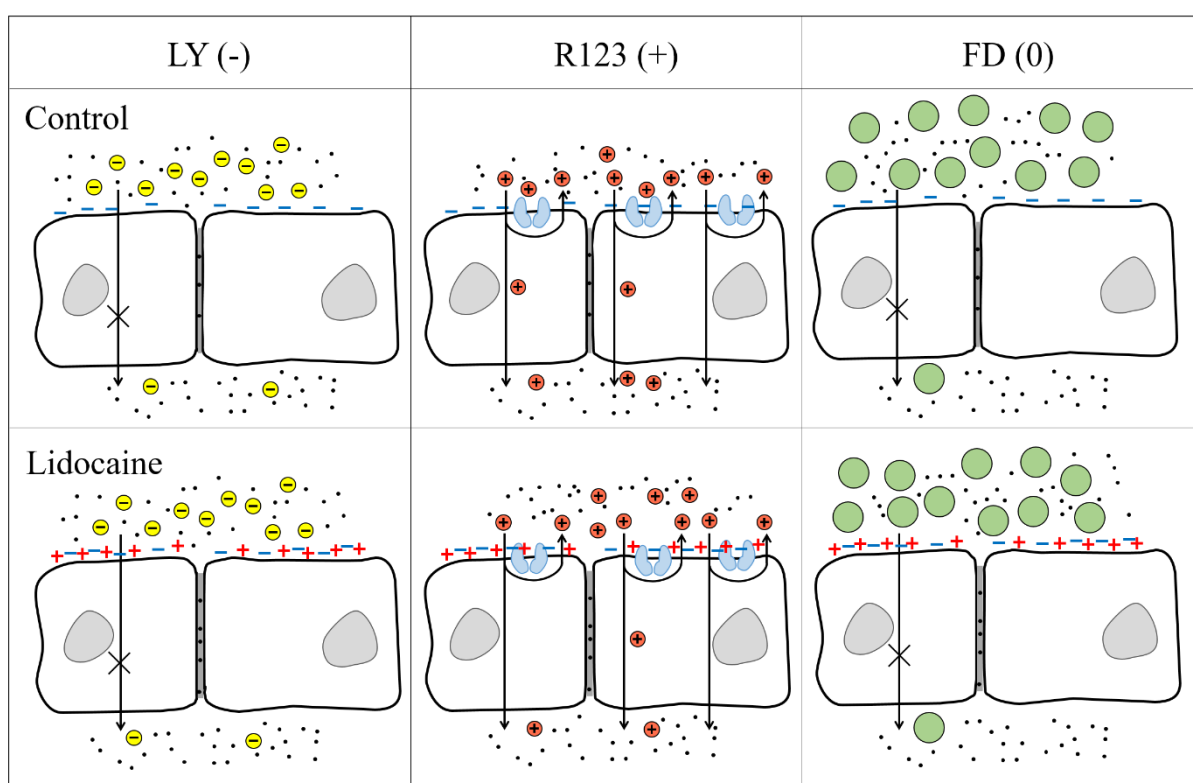 LY (-) R123 (+) FD (0)
Control
Lidocaine